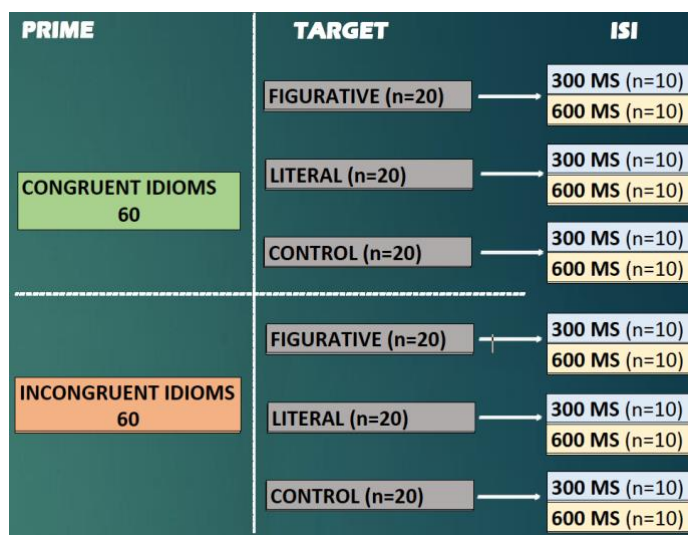 PRIME TARGET ISI
CONGRUENT IDIOMS
60
FIGURATIVE (n=20)
300 MS (n=10)
600 MS (n=10)
LITERAL (n=20)
300 MS (n=10)
600 MS (n=10)
CONTROL (n=20)
300 MS (n=10)
600 MS (n=10)
INCONGRUENT IDIOMS
60
FIGURATIVE (n=20)
300 MS (n=10)
600 MS (n=10)
LITERAL (n=20)
300 MS (n=10)
600 MS (n=10)
CONTROL (n=20)
300 MS (n=10)
600 MS (n=10)